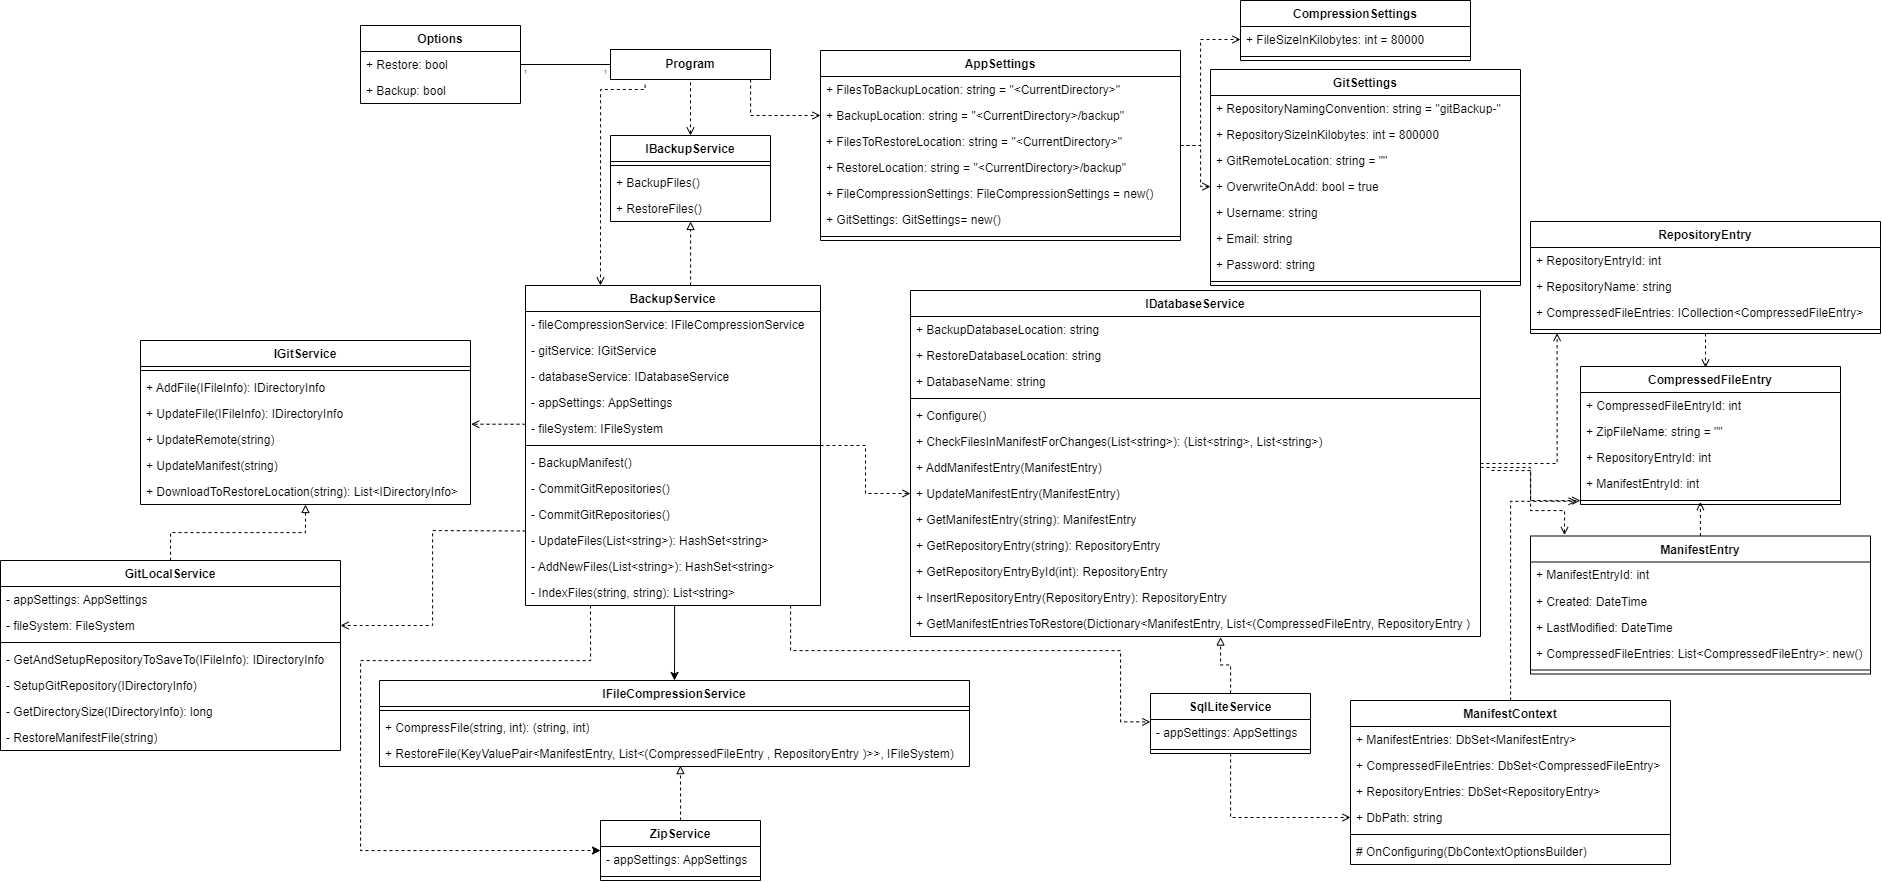 Options
+ Restore: bool
+ Backup: bool
1
1
Program
IBackupService
+ BackupFiles()
+ RestoreFiles()
AppSettings
+ FilesToBackupLocation: string = "<CurrentDirectory>"
+ BackupLocation: string = "<CurrentDirectory>/backup"
+ FilesToRestoreLocation: string = "<CurrentDirectory>"
+ RestoreLocation: string = "<CurrentDirectory>/backup"
+ FileCompressionSettings: FileCompressionSettings = new()
+ GitSettings: GitSettings= new()
CompressionSettings
+ FileSizeInKilobytes: int = 80000
GitSettings
+ RepositoryNamingConvention: string = "gitBackup-"
+ RepositorySizeInKilobytes: int = 800000
+ GitRemoteLocation: string = ""
+ OverwriteOnAdd: bool = true
+ Username: string
+ Email: string
+ Password: string
RepositoryEntry
+ RepositoryEntryId: int
+ RepositoryName: string
+ CompressedFileEntries: ICollection<CompressedFileEntry>
BackupService
- fileCompressionService: IFileCompressionService
- gitService: IGitService
- databaseService: IDatabaseService
- appSettings: AppSettings
- fileSystem: IFileSystem
- BackupManifest()
- CommitGitRepositories()
- CommitGitRepositories()
- UpdateFiles(List<string>): HashSet<string>
- AddNewFiles(List<string>): HashSet<string>
- IndexFiles(string, string): List<string>
IDatabaseService
+ BackupDatabaseLocation: string
+ RestoreDatabaseLocation: string
+ DatabaseName: string
+ Configure()
+ CheckFilesInManifestForChanges(List<string>): (List<string>, List<string>)
+ AddManifestEntry(ManifestEntry)
+ UpdateManifestEntry(ManifestEntry)
+ GetManifestEntry(string): ManifestEntry
+ GetRepositoryEntry(string): RepositoryEntry
+ GetRepositoryEntryById(int): RepositoryEntry
+ InsertRepositoryEntry(RepositoryEntry): RepositoryEntry
+ GetManifestEntriesToRestore(Dictionary<ManifestEntry, List<(CompressedFileEntry, RepositoryEntry )
IGitService
+ AddFile(IFileInfo): IDirectoryInfo
+ UpdateFile(IFileInfo): IDirectoryInfo
+ UpdateRemote(string)
+ UpdateManifest(string)
+ DownloadToRestoreLocation(string): List<IDirectoryInfo>
CompressedFileEntry
+ CompressedFileEntryId: int
+ ZipFileName: string = ""
+ RepositoryEntryId: int
+ ManifestEntryId: int
ManifestEntry
+ ManifestEntryId: int
+ Created: DateTime
+ LastModified: DateTime
+ CompressedFileEntries: List<CompressedFileEntry>: new()
GitLocalService
- appSettings: AppSettings
- fileSystem: FileSystem
- GetAndSetupRepositoryToSaveTo(IFileInfo): IDirectoryInfo
- SetupGitRepository(IDirectoryInfo)
- GetDirectorySize(IDirectoryInfo): long
- RestoreManifestFile(string)
IFileCompressionService
+ CompressFile(string, int): (string, int)
+ RestoreFile(KeyValuePair<ManifestEntry, List<(CompressedFileEntry , RepositoryEntry )>>, IFileSystem)
SqlLiteService
- appSettings: AppSettings
ManifestContext
+ ManifestEntries: DbSet<ManifestEntry>
+ CompressedFileEntries: DbSet<CompressedFileEntry>
+ RepositoryEntries: DbSet<RepositoryEntry>
+ DbPath: string
# OnConfiguring(DbContextOptionsBuilder)
ZipService
- appSettings: AppSettings